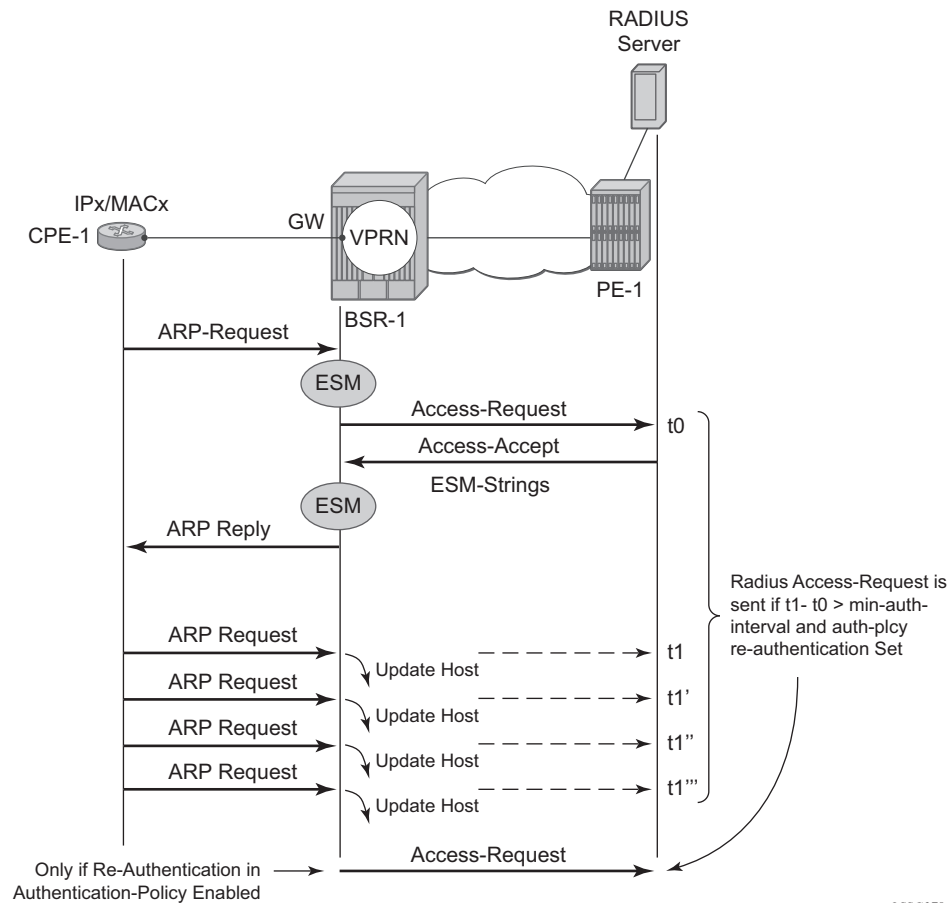 RADIUS
Server
IPx/MACx
CPE-1
GW
VPRN
PE-1
BSR-1
ARP-Request
ESM
Access-Request
t0
Access-Accept
ESM-Strings
ESM
ARP Reply
Radius Access-Request is
sent if t1- t0 > min-auth-
interval and auth-plcy
re-authentication Set
ARP Request
Update Host
t1
ARP Request
Update Host
t1'
ARP Request
Update Host
t1''
ARP Request
Update Host
t1'''
Only if Re-Authentication in
Authentication-Policy Enabled
Access-Request